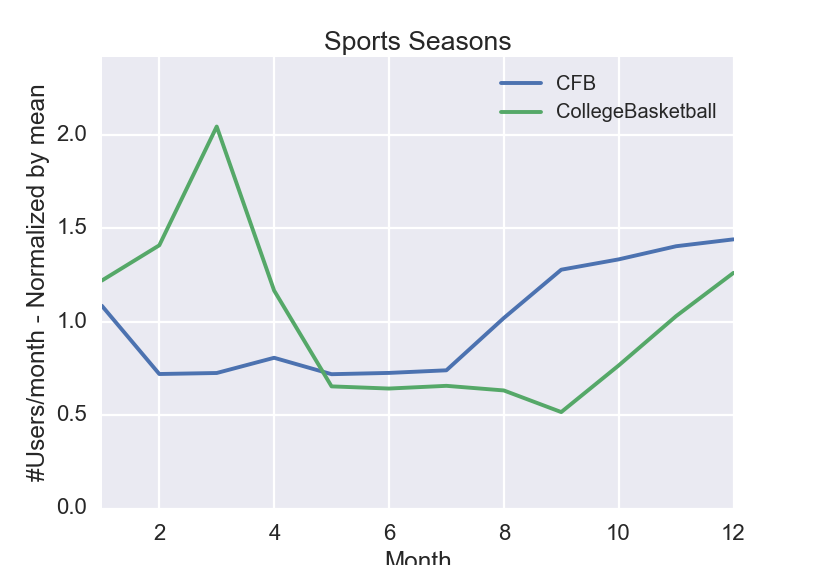 Sports Seasons
CFB
CollegeBasketball
#Users/month - Normalized by mean
2.0
1.5
1.0
0.5
0.0
2 4 6 8 10 12
Month